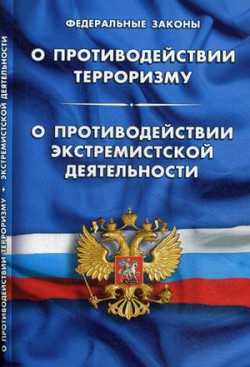 ФЕДЕРАЛЬНЫЕ ЗАКОНЫ
О ПРОТИВОДЕЙСТВИИ
ТЕРРОРИЗМУ
О ПРОТИВОДЕЙСТВИИ
ЭКСТРЕМИСТСКОЙ
ДЕЯТЕЛЬНОСТИ
О ПРОТИВОДЕЙСТВИИ ТЕРРОРИЗМУ • ЭКСТРЕМИСТСКОЙ ДЕЯТЕЛЬНОСТИ